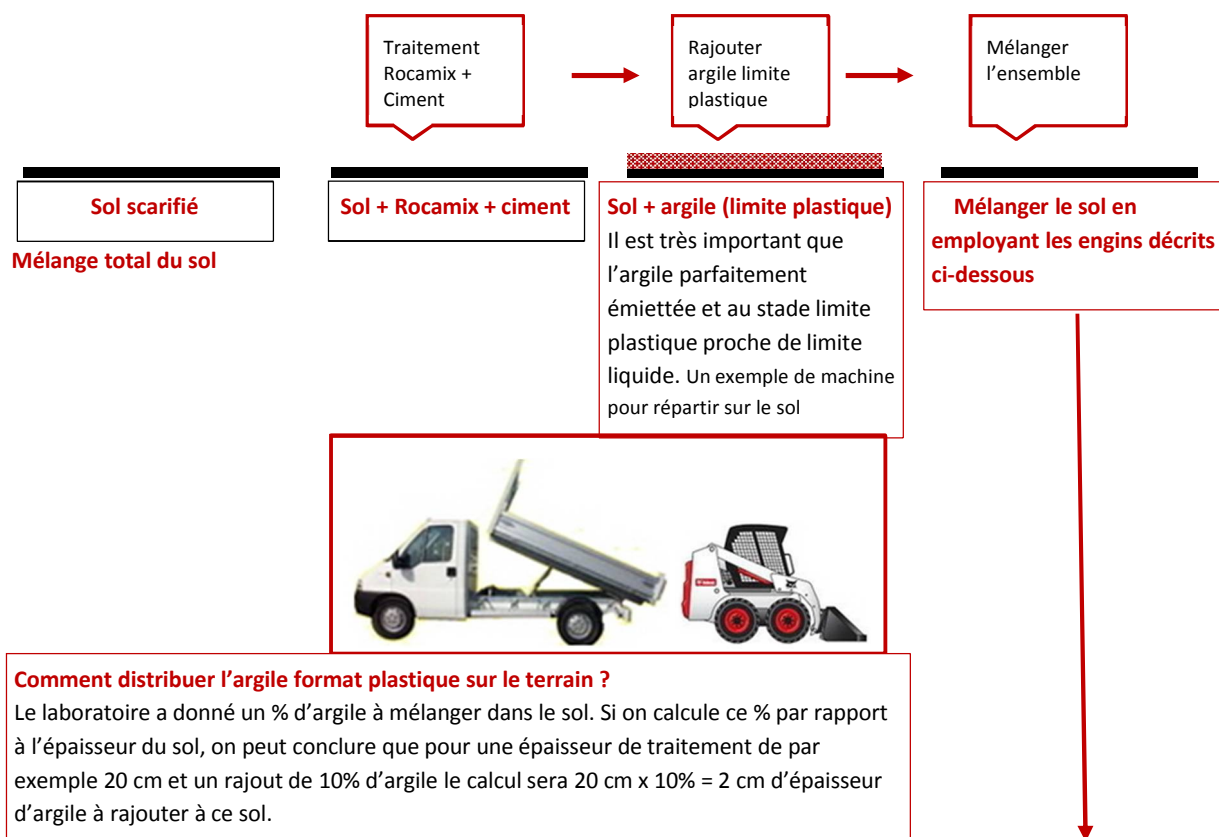 Traitement
Rocamix +
Ciment
Rajouter
argile limite
plastique
Mélanger
l'ensemble
Sol scarifié
Mélange total du sol
Sol + Rocamix + ciment
Sol + argile (limite plastique)
Il est très important que
l'argile parfaitement
émiettée et au stade limite
plastique proche de limite
liquide. Un exemple de machine
pour répartir sur le sol
Mélanger le sol en
employant les engins décrits
ci-dessous
Comment distribuer l'argile format plastique sur le terrain ?
Le laboratoire a donné un % d'argile à mélanger dans le sol. Si on calcule ce % par rapport
à l'épaisseur du sol, on peut conclure que pour une épaisseur de traitement de par
exemple 20 cm et un rajout de 10% d'argile le calcul sera 20 cm x 10% = 2 cm d'épaisseur
d'argile à rajouter à ce sol.